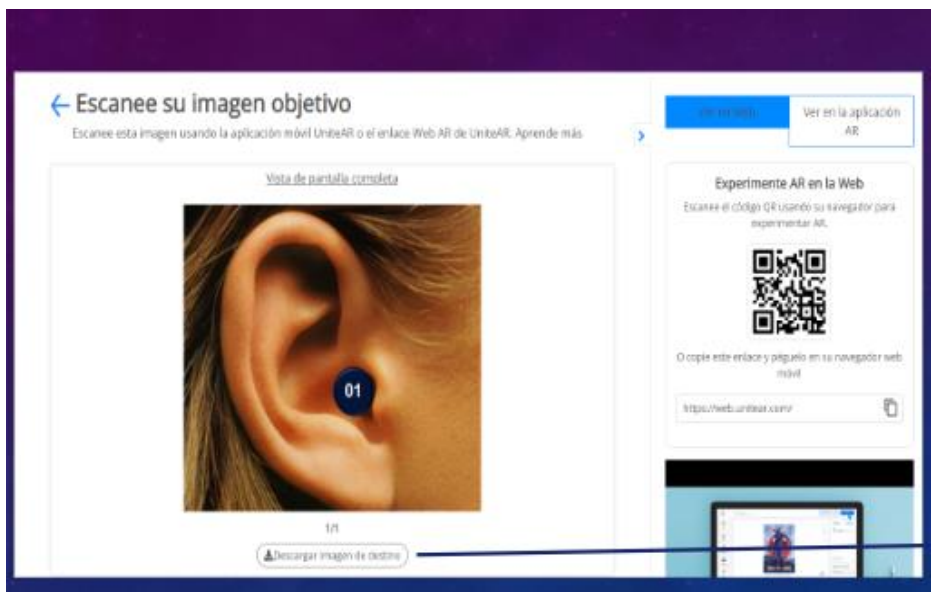 ← Escanee su imagen objetivo
Escanee esta imagen usando la aplicación móvil UniteAR o el enlace Web AR de UniteAR. Aprende más
Vista de pantalla completa
01
1/1
Descargar imagen de destino
Ver en Web
Ver en la aplicación
AR
Experimente AR en la Web
Escanee el código QR usando su navegador para
experimentar AR.
O copie este enlace y péguelo en su navegador web
móvil
https://web.unitear.com/